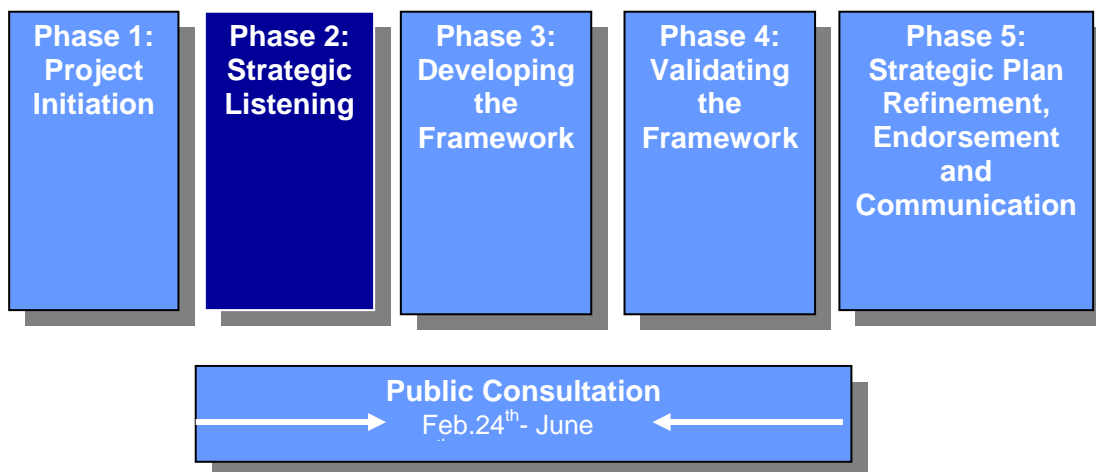 Phase 1:
Project
Initiation
Phase 2:
Strategic
Listening
Phase 3:
Developing
the
Framework
Phase 4:
Validating
the
Framework
Phase 5:
Strategic Plan
Refinement,
Endorsement
and
Communication
Public Consultation
Feb.24th- June